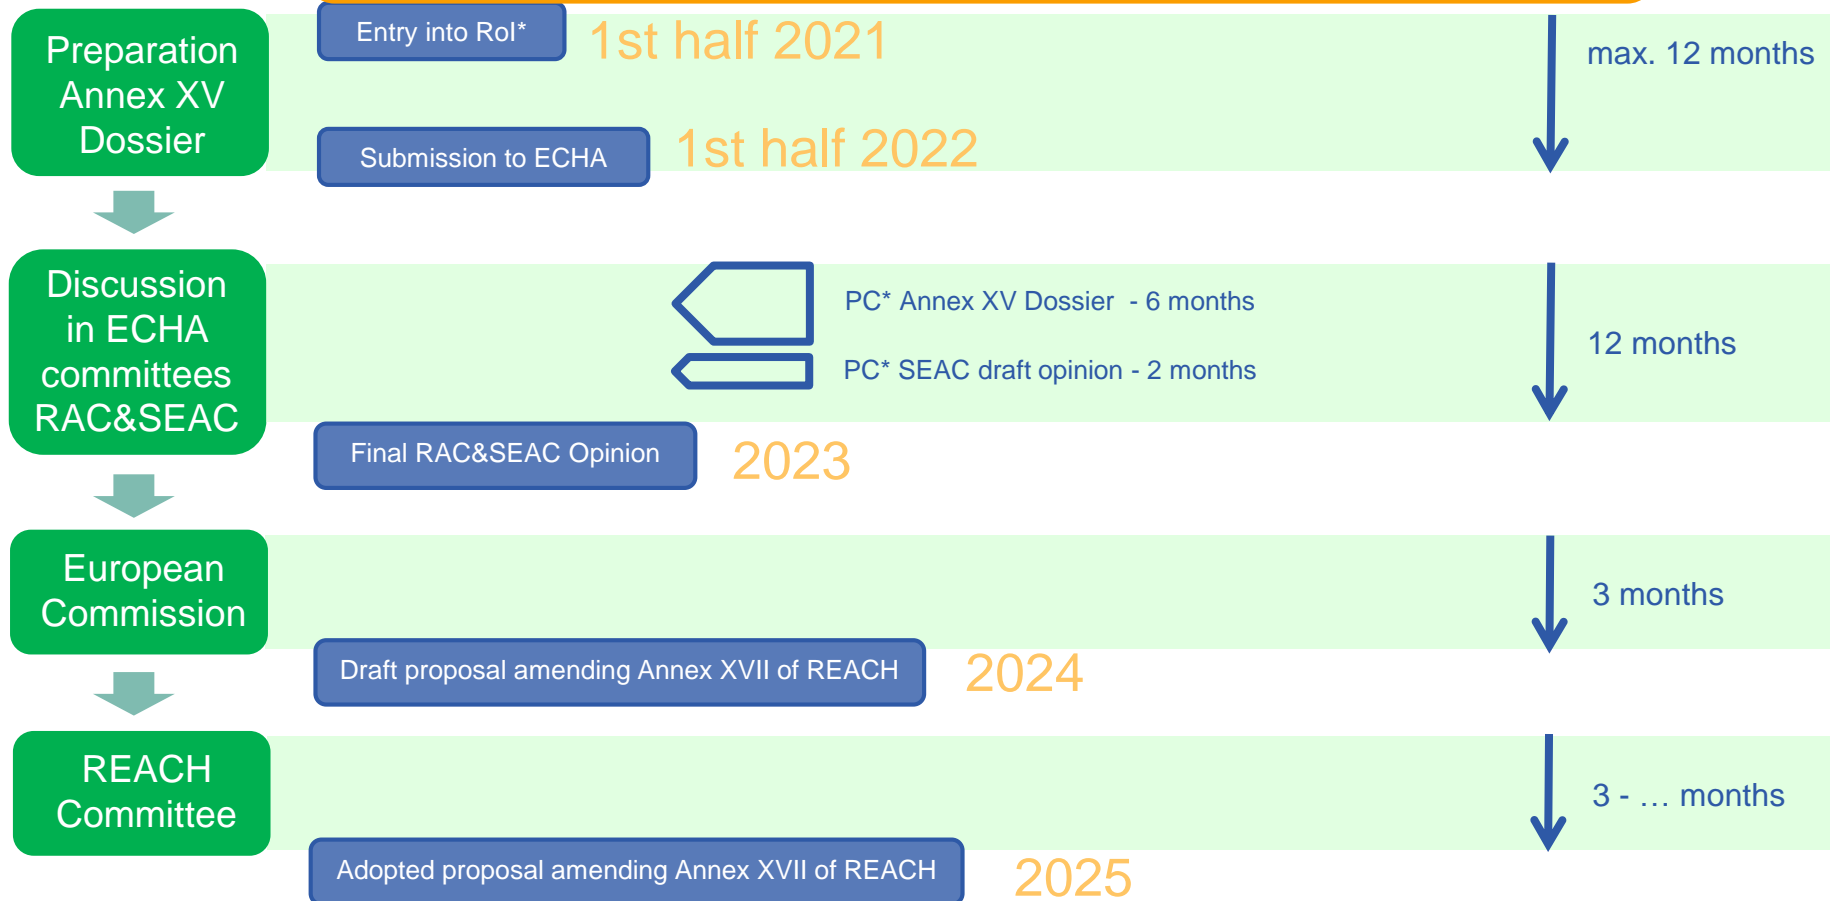 Preparation
Annex XV
Dossier
Entry into RoI*
1st half 2021
max. 12 months
Submission to ECHA
1st half 2022
Discussion
in ECHA
committees
RAC&SEAC
PC* Annex XV Dossier - 6 months
PC* SEAC draft opinion - 2 months
12 months
Final RAC&SEAC Opinion
2023
European
Commission
3 months
Draft proposal amending Annex XVII of REACH
2024
REACH
Committee
3 - … months
Adopted proposal amending Annex XVII of REACH
2025